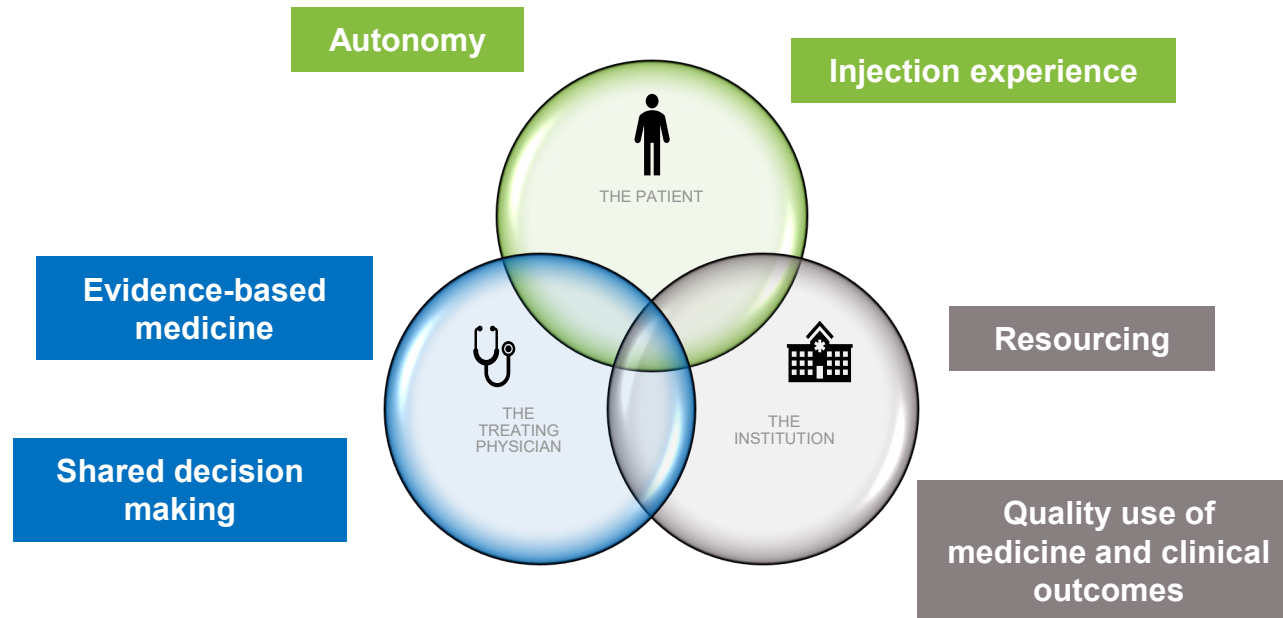 Autonomy
Injection experience
THE PATIENT
Evidence-based
medicine
Resourcing
THE
TREATING
PHYSICIAN
THE
INSTITUTION
Shared decision
making
Quality use of
medicine and clinical
outcomes